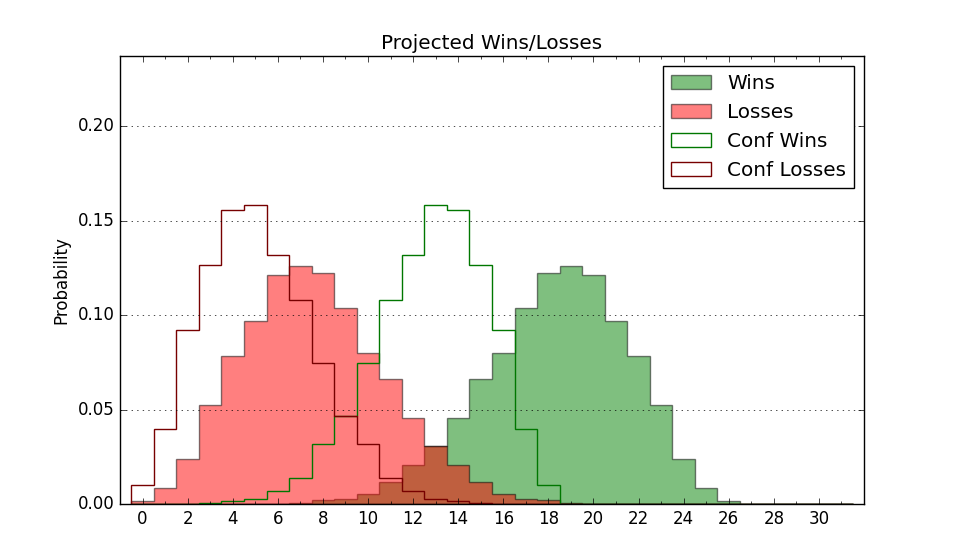 Projected Wins/Losses
Wins
Losses
Conf Wins
Conf Losses
Probability
0.20
0.15
0.10
0.05
0.00
0 2 4 6 8 10 12 14 16 18 20 22 24 26 28 30